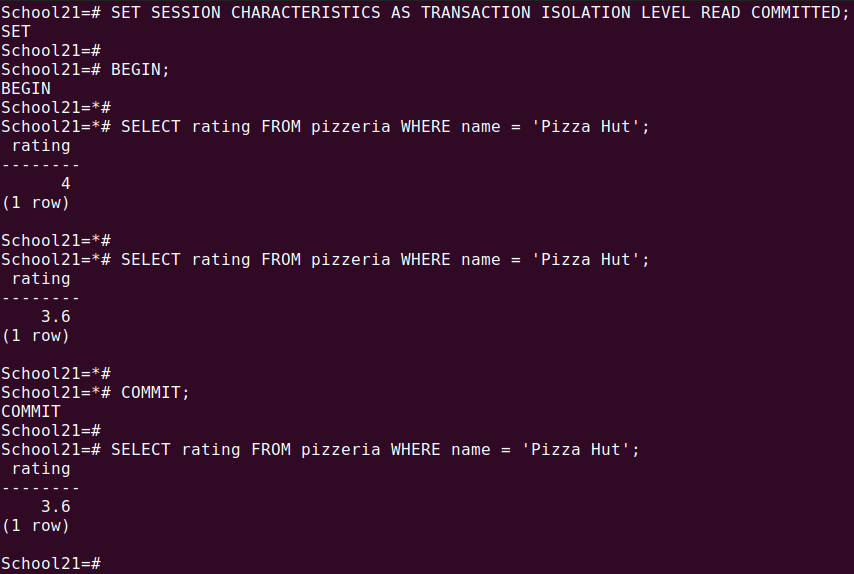 School21=# SET SESSION CHARACTERISTICS AS TRANSACTION ISOLATION LEVEL READ COMMITTED;
SET
School21=#
School21=# BEGIN;
BEGIN
School21=*#
School21=*# SELECT rating FROM pizzeria WHERE name = 'Pizza Hut';
 rating
--------
      4
(1 row)

School21=*#
School21=*# SELECT rating FROM pizzeria WHERE name = 'Pizza Hut';
 rating
--------
    3.6
(1 row)

School21=*#
School21=*# COMMIT;
COMMIT
School21=#
School21=# SELECT rating FROM pizzeria WHERE name = 'Pizza Hut';
 rating
--------
    3.6
(1 row)

School21=#